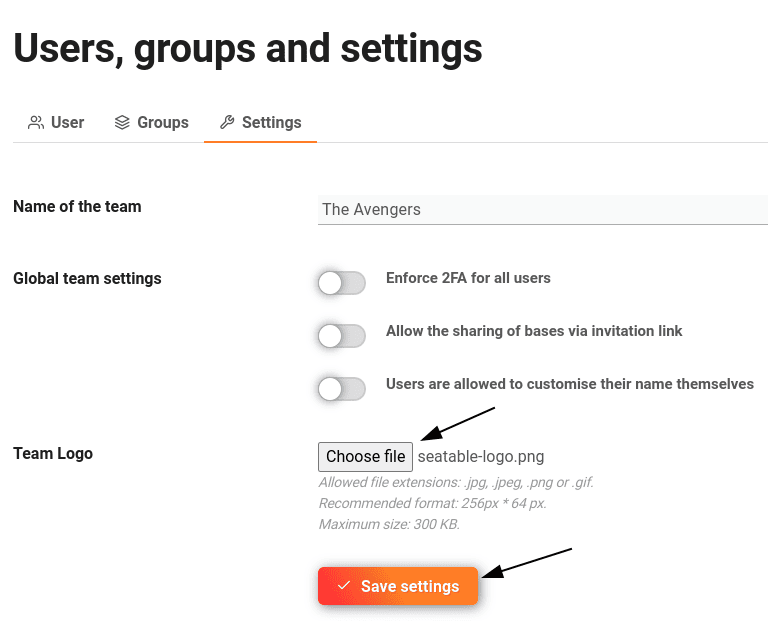 Users, groups and settings
User Groups Settings
Name of the team The Avengers
Global team settings Enforce 2FA for all users
Allow the sharing of bases via invitation link
Users are allowed to customise their name themselves
Team Logo Choose file seatable-logo.png
Allowed file extensions: .jpg, .jpeg, .png or .gif.
Recommended format: 256px * 64 px.
Maximum size: 300 KB.
Save settings